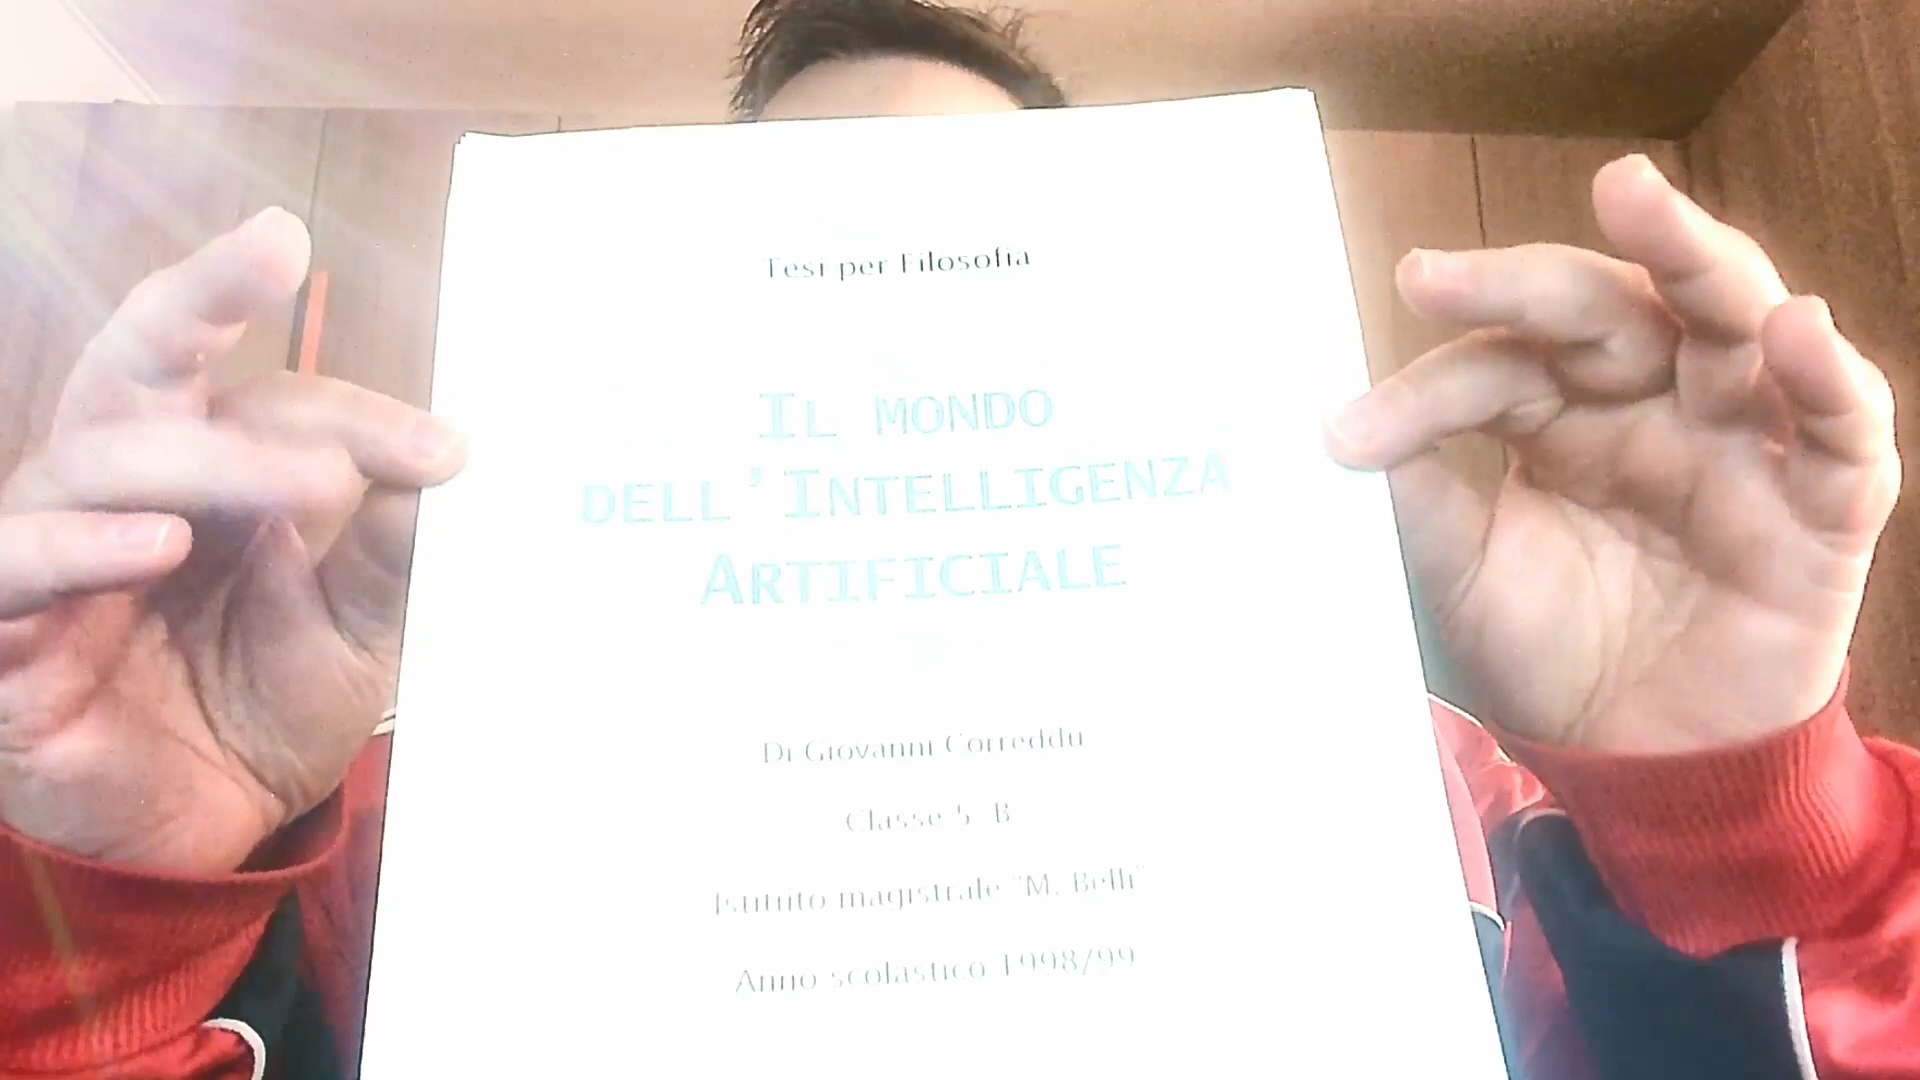 Tesi per Filosofia
IL MONDO
DELL'INTELLIGENZA
ARTIFICIALE
Di Giovanni Correddu
Classe 5 B
Istituto magistrale "M. Belli"
Anno scolastico 1998/99